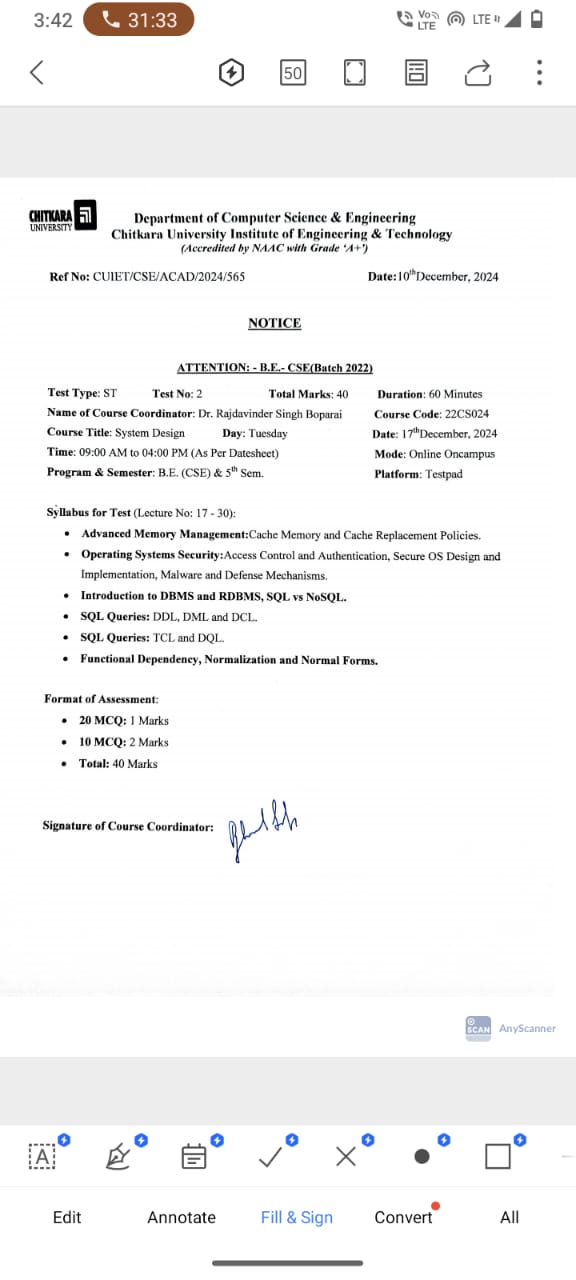 3:42 31:33 Vo LTE LTE
50
CHITKARA
UNIVERSITY
Department of Computer Science & Engineering
Chitkara University Institute of Engineering & Technology
(Accredited by NAAC with Grade ‘A+’)
Ref No: CUIET/CSE/ACAD/2024/565 Date:10th December, 2024
NOTICE
ATTENTION: - B.E.- CSE(Batch 2022)
Test Type: ST Test No: 2 Total Marks: 40 Duration: 60 Minutes
Name of Course Coordinator: Dr. Rajdavinder Singh Boparai Course Code: 22CS024
Course Title: System Design Day: Tuesday Date: 17th December, 2024
Time: 09:00 AM to 04:00 PM (As Per Datesheet) Mode: Online Oncampus
Program & Semester: B.E. (CSE) & 5th Sem. Platform: Testpad
Syllabus for Test (Lecture No: 17 - 30):
• Advanced Memory Management:Cache Memory and Cache Replacement Policies.
• Operating Systems Security:Access Control and Authentication, Secure OS Design and
Implementation, Malware and Defense Mechanisms.
• Introduction to DBMS and RDBMS, SQL vs NoSQL.
• SQL Queries: DDL, DML and DCL.
• SQL Queries: TCL and DQL.
• Functional Dependency, Normalization and Normal Forms.
Format of Assessment:
• 20 MCQ: 1 Marks
• 10 MCQ: 2 Marks
• Total: 40 Marks
Signature of Course Coordinator:
SCAN AnyScanner
A
Edit Annotate Fill & Sign Convert All